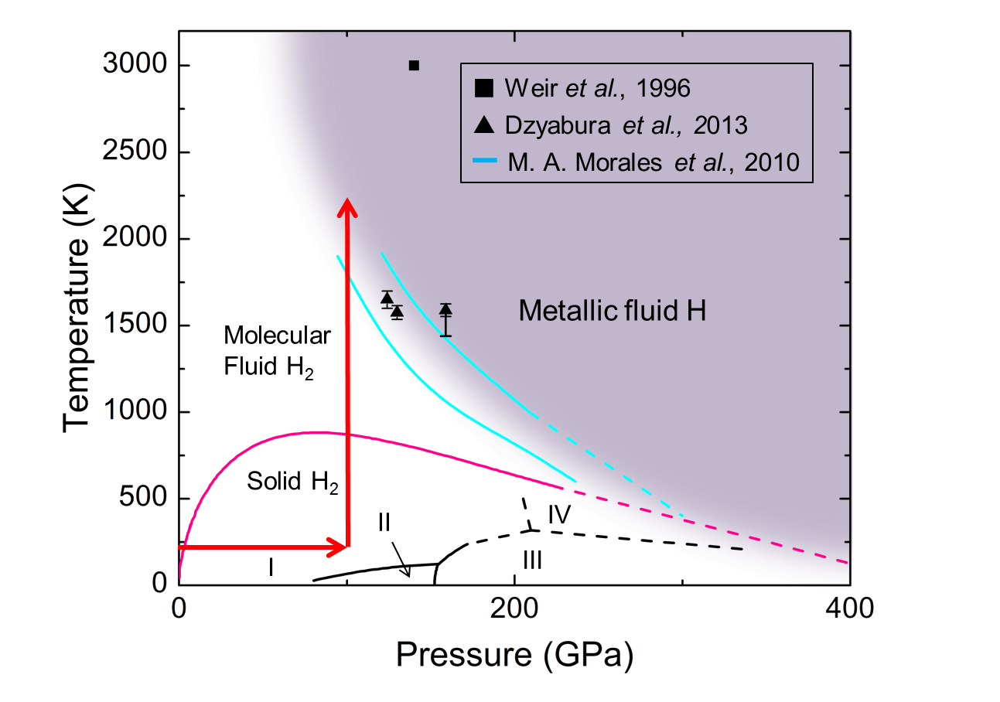 3000
2500
2000
1500
1000
500
0
Temperature (K)
Weir et al., 1996
Dzyabura et al., 2013
M. A. Morales et al., 2010
Metallic fluid H
Molecular
Fluid H₂
Solid H₂
I
II
III
IV
0
200
400
Pressure (GPa)